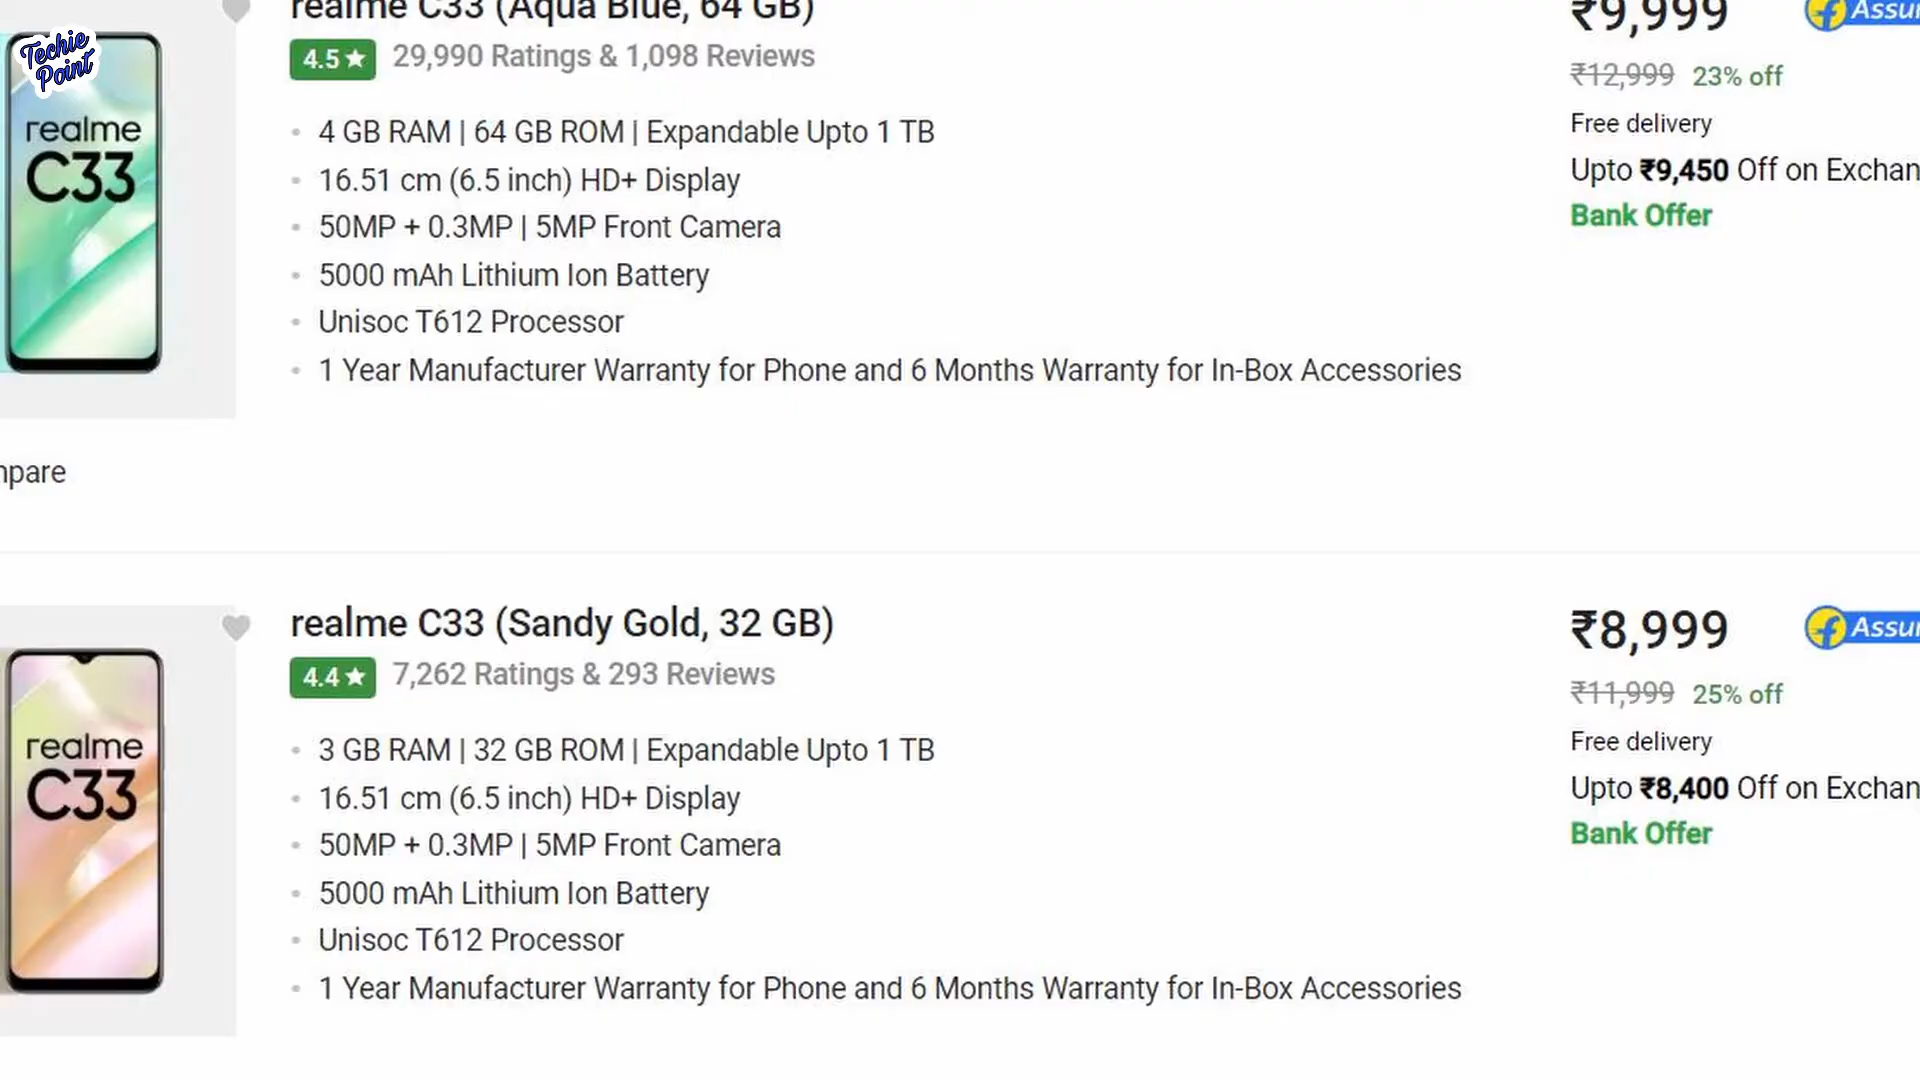 Techie
Point
realme
C33
realme C33 (Aqua Blue, 64 GB)
4.5★ 29,990 Ratings & 1,098 Reviews
4 GB RAM | 64 GB ROM | Expandable Upto 1 TB
16.51 cm (6.5 inch) HD+ Display
50MP + 0.3MP | 5MP Front Camera
5000 mAh Lithium Ion Battery
Unisoc T612 Processor
1 Year Manufacturer Warranty for Phone and 6 Months Warranty for In-Box Accessories
₹9,999
₹12,999 23% off
Free delivery
Upto ₹9,450 Off on Exchan
Bank Offer
mpare
realme
C33
realme C33 (Sandy Gold, 32 GB)
4.4★ 7,262 Ratings & 293 Reviews
3 GB RAM | 32 GB ROM | Expandable Upto 1 TB
16.51 cm (6.5 inch) HD+ Display
50MP + 0.3MP | 5MP Front Camera
5000 mAh Lithium Ion Battery
Unisoc T612 Processor
1 Year Manufacturer Warranty for Phone and 6 Months Warranty for In-Box Accessories
₹8,999 Assu
₹11,999 25% off
Free delivery
Upto ₹8,400 Off on Exchan
Bank Offer